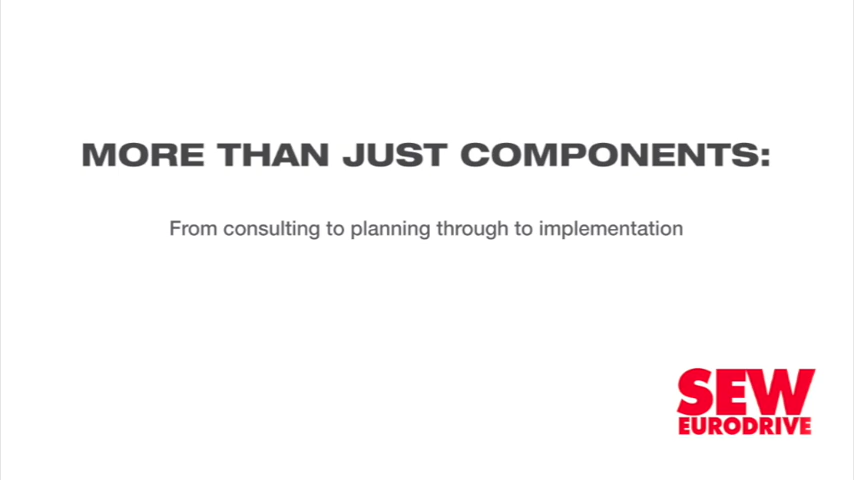 MORE THAN JUST COMPONENTS:
From consulting to planning through to implementation
SEW
EURODRIVE